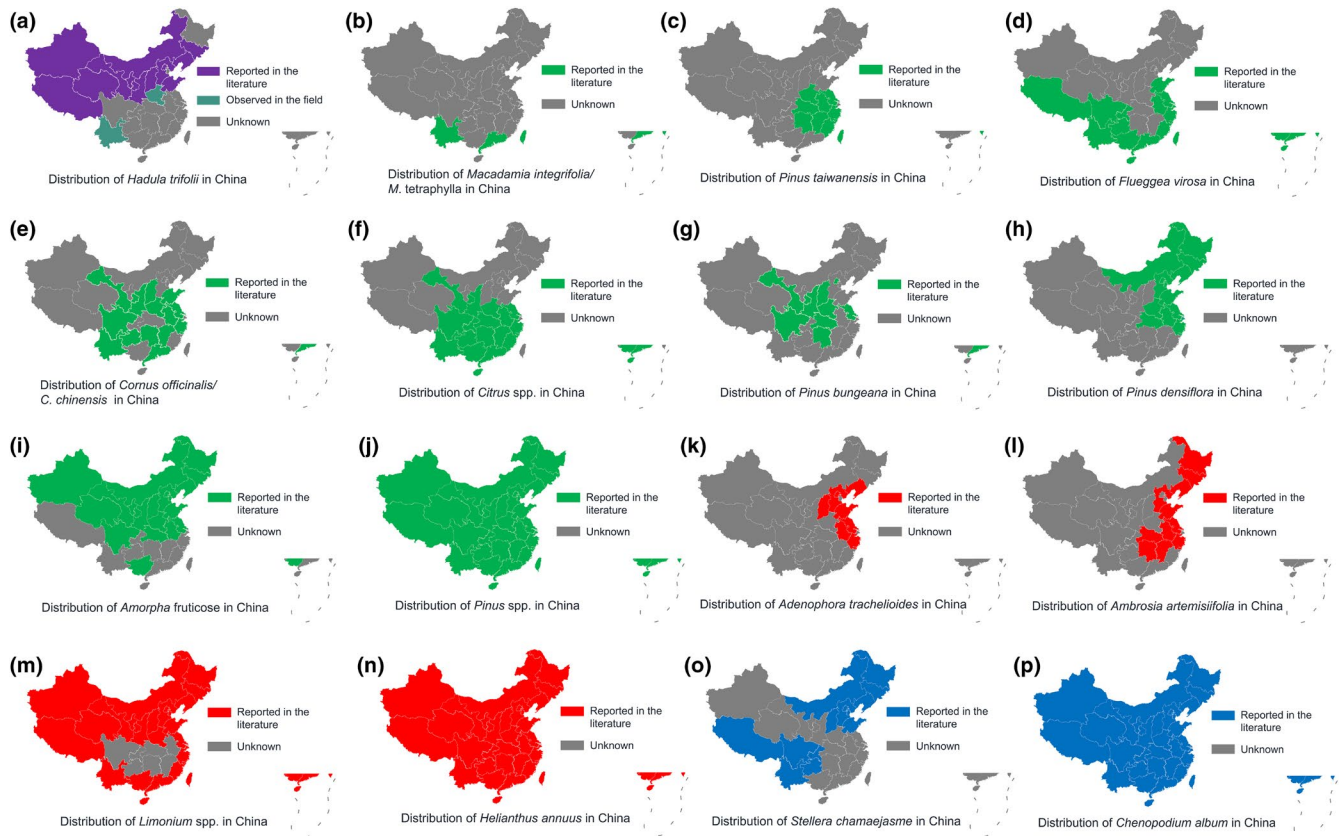 (a)
Reported in the
literature
Observed in the field
Unknown
Distribution of Hadula trifolii in China
(b)
Reported in the
literature
Unknown
Distribution of Macadamia integrifolia/
M. tetraphylla in China
(c)
Reported in the
literature
Unknown
Distribution of Pinus taiwanensis in China
(d)
Reported in the
literature
Unknown
Distribution of Flueggea virosa in China
(e)
Reported in the
literature
Unknown
Distribution of Cornus officinalis/
C. chinensis in China
(f)
Reported in the
literature
Unknown
Distribution of Citrus spp. in China
(g)
Reported in the
literature
Unknown
Distribution of Pinus bungeana in China
(h)
Reported in the
literature
Unknown
Distribution of Pinus densiflora in China
(i)
Reported in the
literature
Unknown
Distribution of Amorpha fruticose in China
(j)
Reported in the
literature
Unknown
Distribution of Pinus spp. in China
(k)
Reported in the
literature
Unknown
Distribution of Adenophora trachelioides in China
(l)
Reported in the
literature
Unknown
Distribution of Ambrosia artemisiifolia in China
(m)
Reported in the
literature
Unknown
Distribution of Limonium spp. in China
(n)
Reported in the
literature
Unknown
Distribution of Helianthus annuus in China
(o)
Reported in the
literature
Unknown
Distribution of Stellera chamaejasme in China
(p)
Reported in the
literature
Unknown
Distribution of Chenopodium album in China